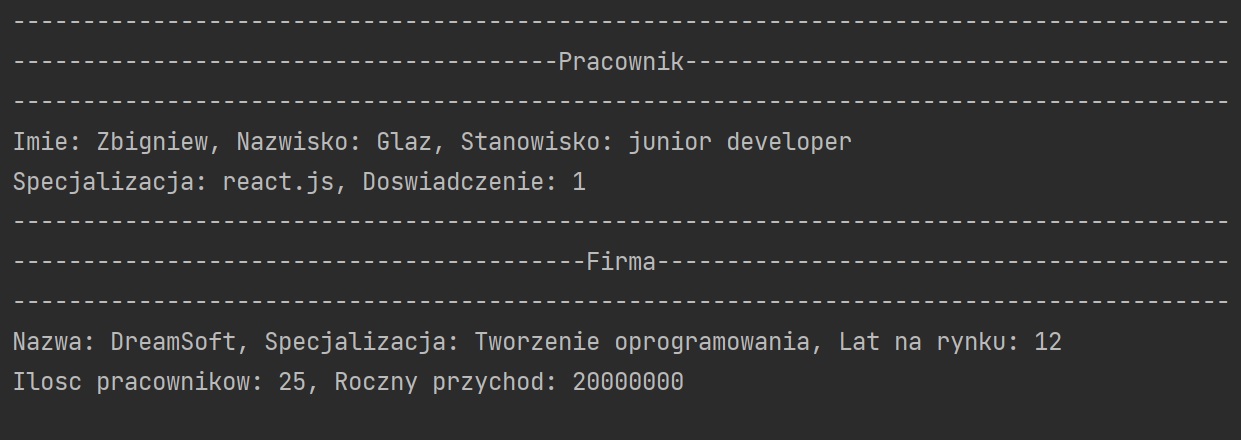 ---------------------------------------------------------------------------------------
---------------------------------------Pracownik---------------------------------------
---------------------------------------------------------------------------------------
Imie: Zbigniew, Nazwisko: Glaz, Stanowisko: junior developer
Specjalizacja: react.js, Doswiadczenie: 1
---------------------------------------------------------------------------------------
-----------------------------------------Firma-----------------------------------------
---------------------------------------------------------------------------------------
Nazwa: DreamSoft, Specjalizacja: Tworzenie oprogramowania, Lat na rynku: 12
Ilosc pracownikow: 25, Roczny przychod: 20000000